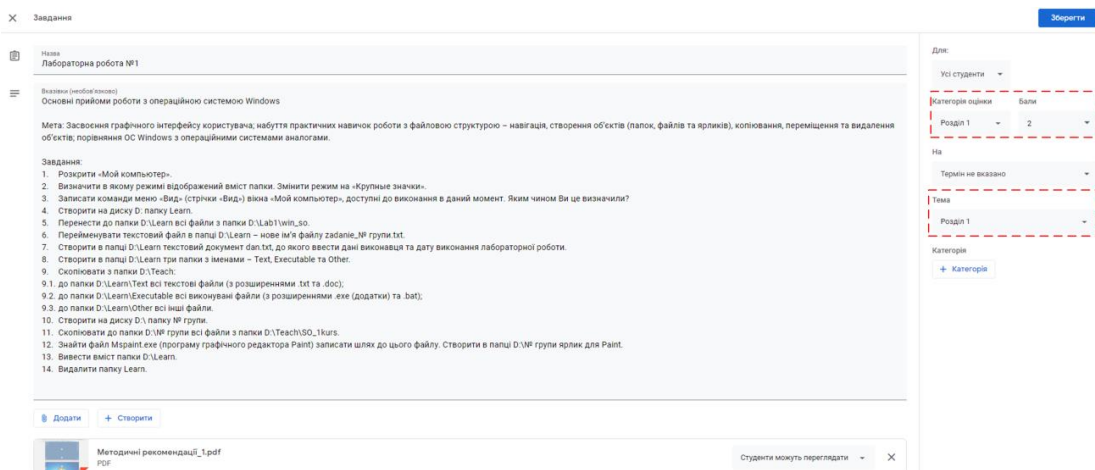 Завдання
Зберегти
Назва
Лабораторна робота №1
Вказівки (необов'язково)
Основні прийоми роботи з операційною системою Windows
Мета: Засвоєння графічного інтерфейсу користувача; набуття практичних навичок роботи з файловою структурою – навігація, створення об'єктів (папок, файлів та ярликів), копіювання, переміщення та видалення
об'єктів; порівняння ОС Windows з операційними системами аналогами.
Завдання:
1. Розкрити «Мой компьютер».
2. Визначити в якому режимі відображений вміст папки. Змінити режим на «Крупные значки».
3. Записати команди меню «Вид» (стрічки «Вид») вікна «Мой компьютер», доступні до виконання в даний момент. Яким чином Ви це визначили?
4. Створити на диску D: папку Learn.
5. Перенести до папки D:\Learn всі файли з папки D:\Lab1\win_so.
6. Перейменувати текстовий файл в папці D:\Learn – нове ім'я файлу zadanie_№ групи.txt.
7. Створити в папці D:\Learn текстовий документ dan.txt, до якого ввести дані виконавця та дату виконання лабораторної роботи.
8. Створити в папці D:\Learn три папки з іменами – Text, Executable та Other.
9. Скопіювати з папки D:\Teach:
9.1. до папки D:\Learn\Text всі текстові файли (з розширеннями .txt та .doc);
9.2. до папки D:\Learn\Executable всі виконувані файли (з розширеннями .exe (додатки) та .bat);
9.3. до папки D:\Learn\Other всі інші файли.
10. Створити на диску D:\ папку № групи.
11. Скопіювати до папки D:\№ групи всі файли з папки D:\Teach\SO_1kurs.
12. Знайти файл Mspaint.exe (програму графічного редактора Paint) записати шлях до цього файлу. Створити в папці D:\№ групи ярлик для Paint.
13. Вивести вміст папки D:\Learn.
14. Видалити папку Learn.
Додати + Створити
Методичні рекомендації_1.pdf
PDF
Студенти можуть переглядати
Для:
Усі студенти
Категорія оцінки Бали
Розділ 1 2
На
Термін не вказано
Тема
Розділ 1
Категорія
+ Категорія